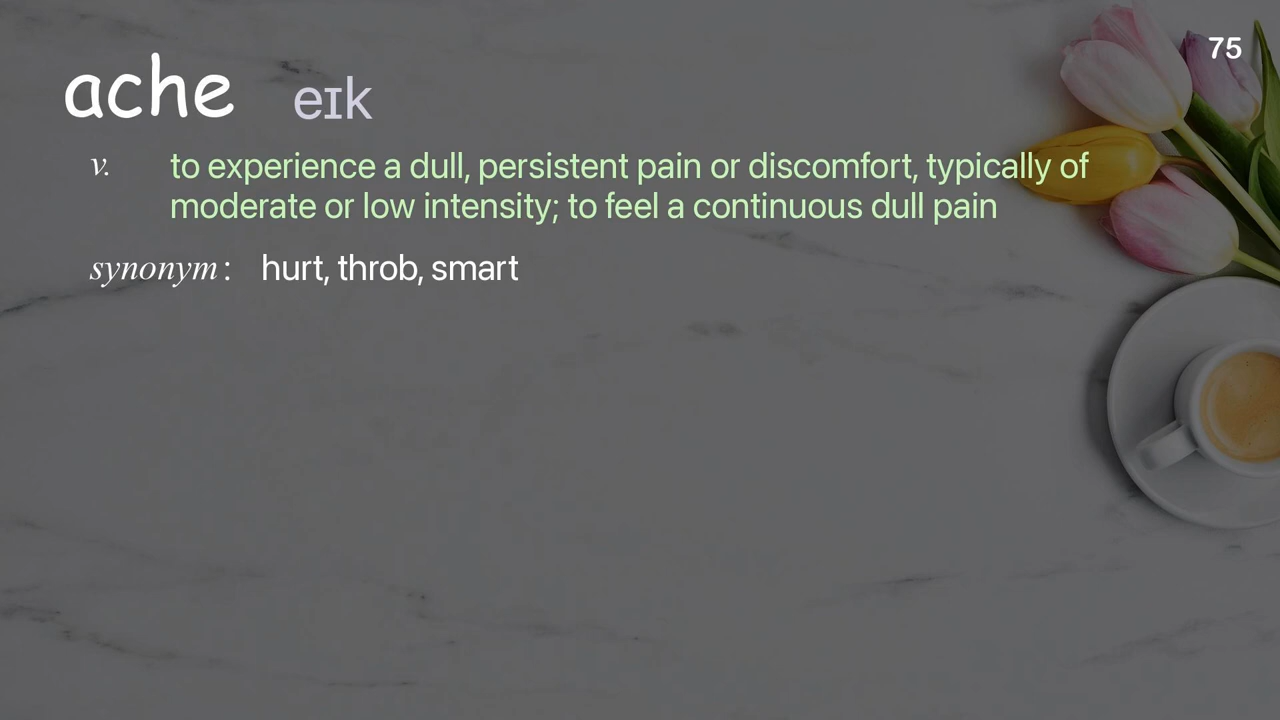 75
ache eɪk
v. to experience a dull, persistent pain or discomfort, typically of
moderate or low intensity; to feel a continuous dull pain
synonym: hurt, throb, smart